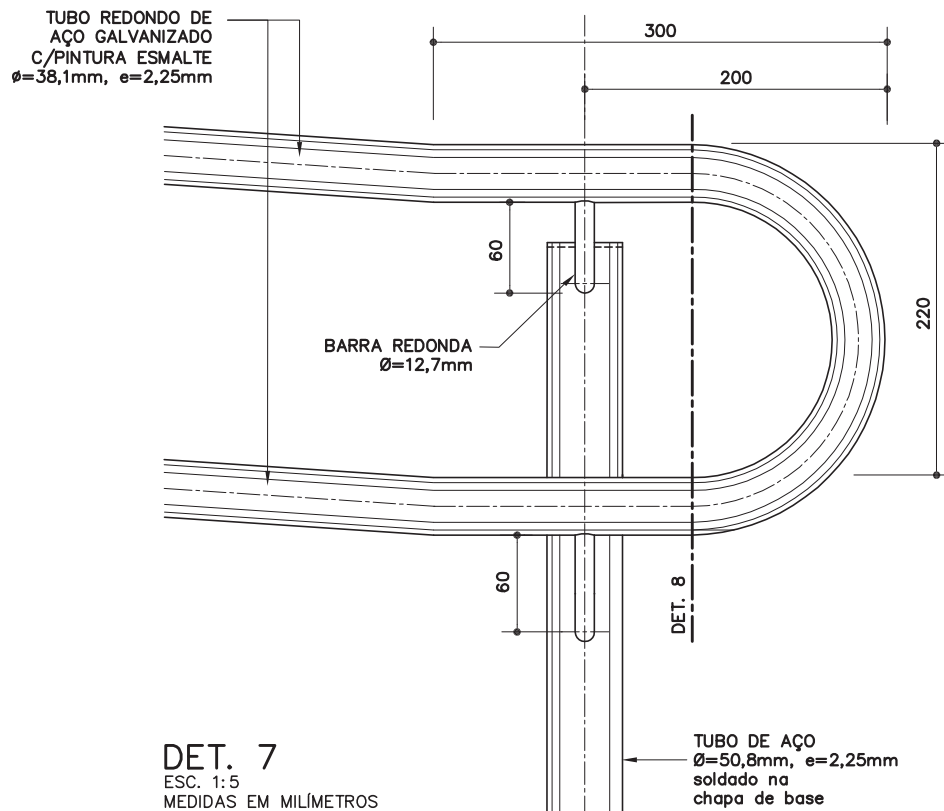 TUBO REDONDO DE
AÇO GALVANIZADO
C/PINTURA ESMALTE
ø=38,1mm, e=2,25mm
300
200
60
220
BARRA REDONDA
Ø=12,7mm
60
DET. 8
DET. 7
ESC. 1:5
MEDIDAS EM MILÍMETROS
TUBO DE AÇO
Ø=50,8mm, e=2,25mm
soldado na
chapa de base